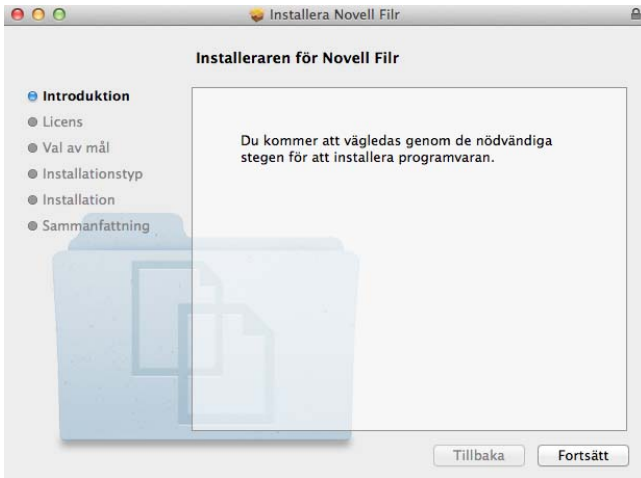 Installera Novell Filr
Installeraren för Novell Filr
Introduktion
Licens
Val av mål
Installationstyp
Installation
Sammanfattning
Du kommer att vägledas genom de nödvändiga
stegen för att installera programvaran.
Tillbaka
Fortsätt